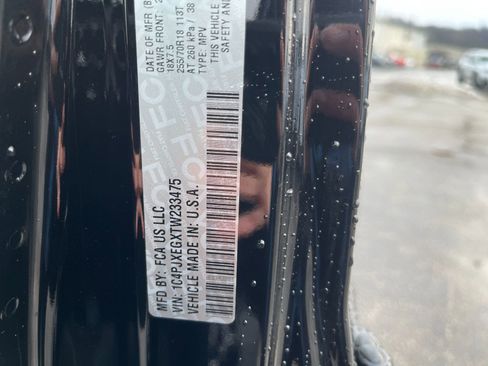 DATE OF MFR
GAWR FRONT:
18X7.5
255/70R18 113T
AT 260 kPa / 38
THIS VEHICLE
SAFETY AN
TYPE: MPV
MFD BY: FCA US LLC
VIN: 1C4PJXEGXTW233475
VEHICLE MADE IN: U.S.A.